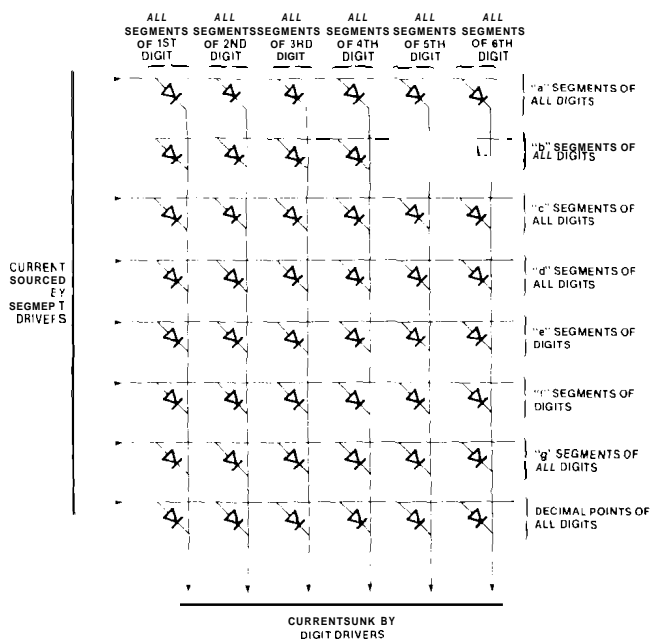 ALL SEGMENTS OF 1ST DIGIT
ALL SEGMENTS OF 2ND DIGIT
ALL SEGMENTS OF 3RD DIGIT
ALL SEGMENTS OF 4TH DIGIT
ALL SEGMENTS OF 5TH DIGIT
ALL SEGMENTS OF 6TH DIGIT
"a" SEGMENTS OF
ALL DIGITS
"b" SEGMENTS OF
ALL DIGITS
"c" SEGMENTS OF
ALL DIGITS
"d" SEGMENTS OF
ALL DIGITS
CURRENT
SOURCED
BY
SEGMENT
DRIVERS
"e" SEGMENTS OF
DIGITS
"f" SEGMENTS OF
DIGITS
"g' SEGMENTS OF
ALL DIGITS
DECIMAL POINTS OF
ALL DIGITS
CURRENTSUNK BY
DIGIT DRIVERS